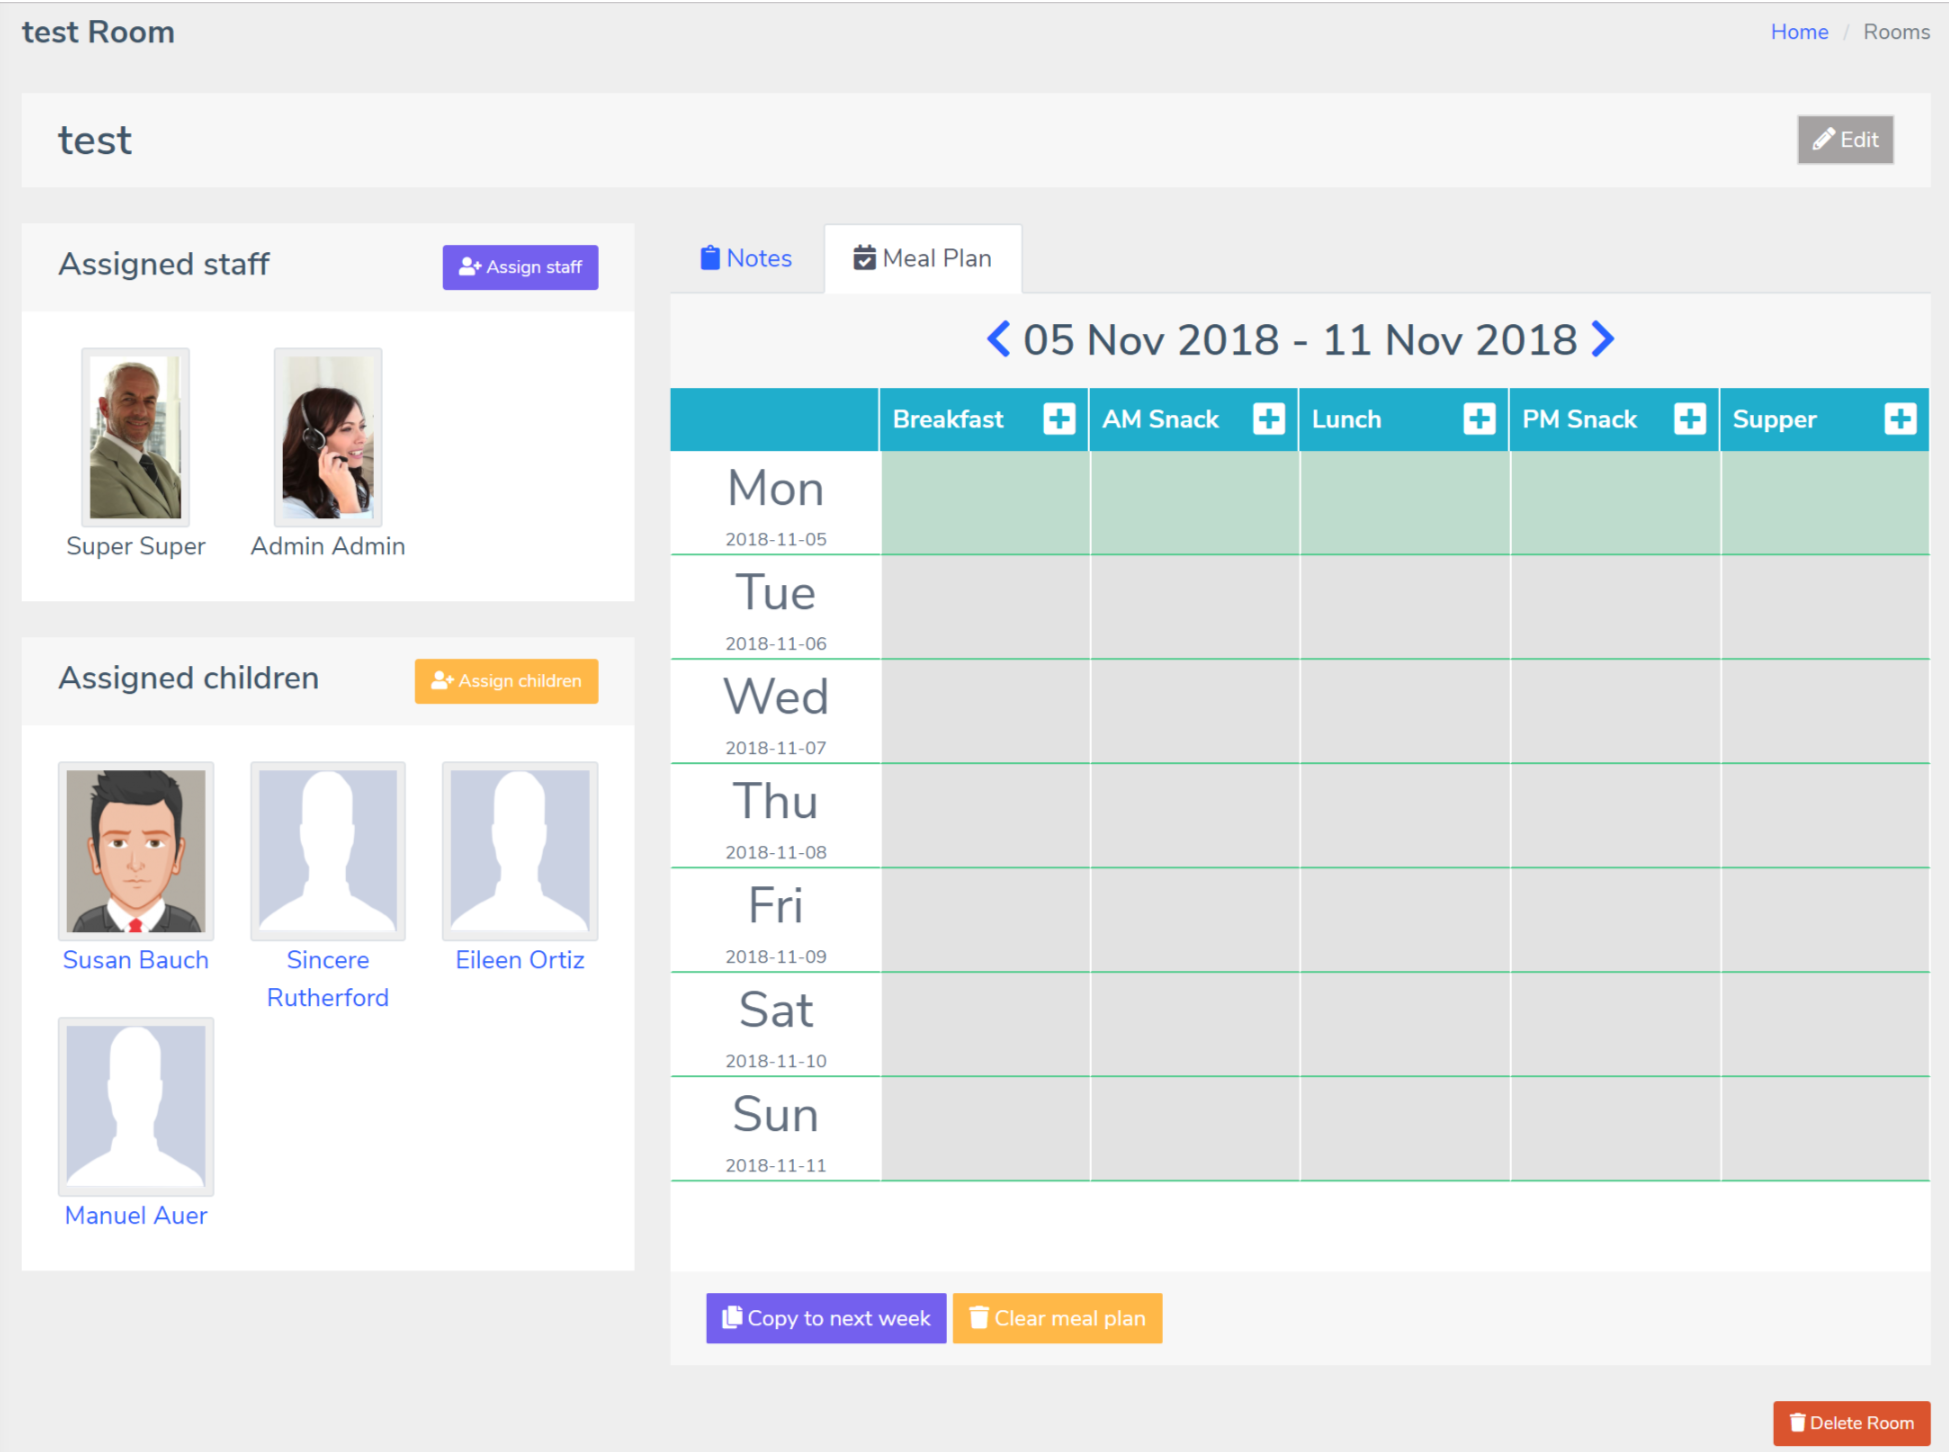 test Room
Home / Rooms
test
Edit
Assigned staff
Assign staff
Super Super
Admin Admin
Assigned children
Assign children
Susan Bauch
Sincere
Rutherford
Eileen Ortiz
Manuel Auer
Notes
Meal Plan
05 Nov 2018 - 11 Nov 2018
Breakfast
AM Snack
Lunch
PM Snack
Supper
Mon
2018-11-05
Tue
2018-11-06
Wed
2018-11-07
Thu
2018-11-08
Fri
2018-11-09
Sat
2018-11-10
Sun
2018-11-11
Copy to next week
Clear meal plan
Delete Room